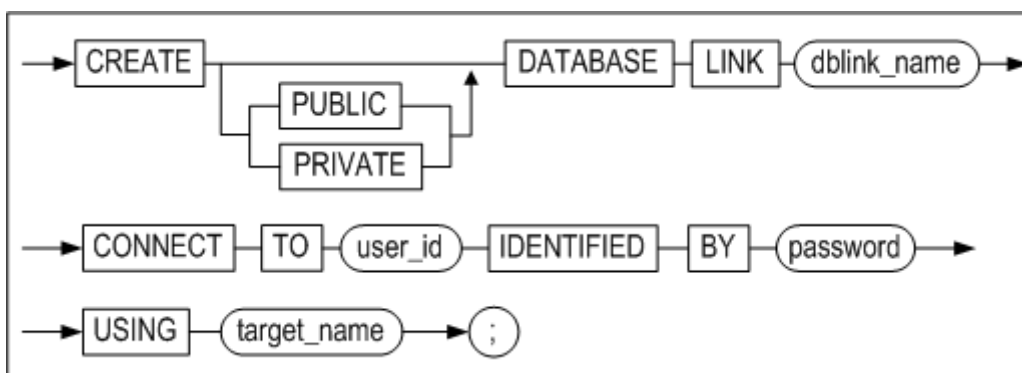 CREATE DATABASE LINK dblink_name
PUBLIC
PRIVATE
CONNECT TO user_id IDENTIFIED BY password
USING target_name ;